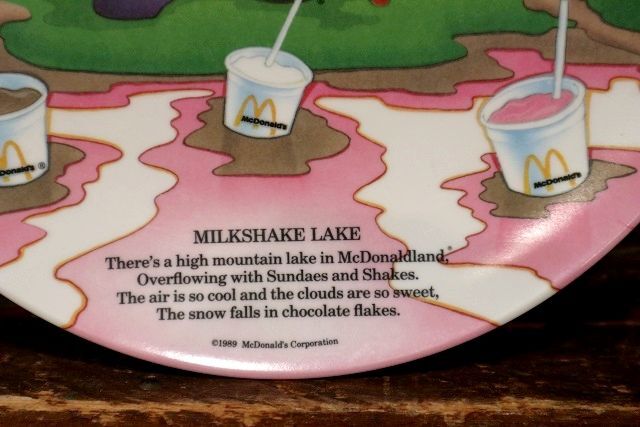 McDonald's
McDonald's
McDonald's ®
MILKSHAKE LAKE
There's a high mountain lake in McDonaldland,®
Overflowing with Sundaes and Shakes.
The air is so cool and the clouds are so sweet,
The snow falls in chocolate flakes.
©1989 McDonald's Corporation